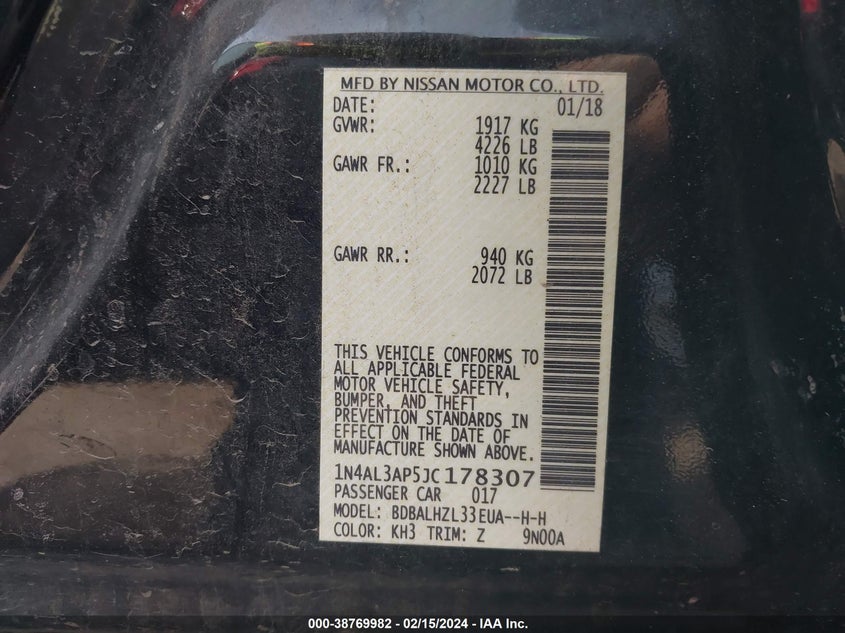 MFD BY NISSAN MOTOR CO., LTD.
DATE: 01/18
GVWR: 1917 KG
4226 LB
GAWR FR.: 1010 KG
2227 LB
GAWR RR.: 940 KG
2072 LB
THIS VEHICLE CONFORMS TO
ALL APPLICABLE FEDERAL
MOTOR VEHICLE SAFETY,
BUMPER, AND THEFT
PREVENTION STANDARDS IN
EFFECT ON THE DATE OF
MANUFACTURE SHOWN ABOVE.
1N4AL3AP5JC178307
PASSENGER CAR 017
MODEL: BDBALHZL33EUA--H-H
COLOR: KH3 TRIM: Z 9N00A
000-38769982 - 02/15/2024 - IAA Inc.